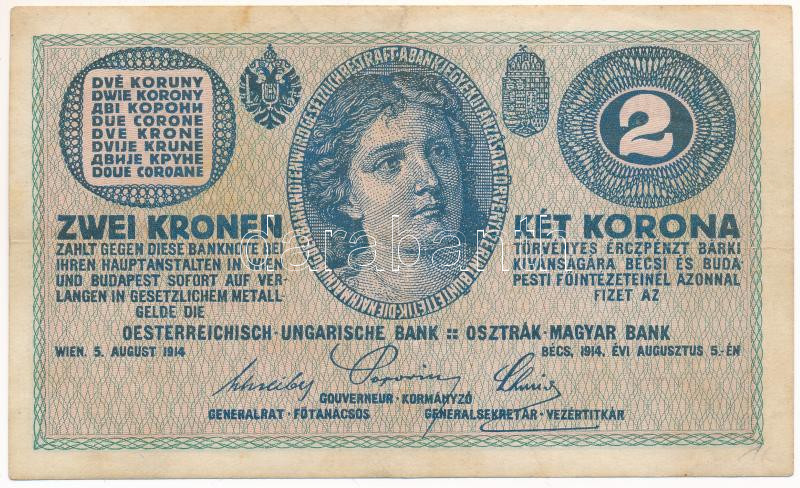 DVĚ KORUNY
DWIE KORONY
ДВІ КОРОНИ
DUE CORONE
DVE KRONE
DVIJE KRUNE
ДВИЈЕ КРУНЕ
DOUE COROANE
2
ZWEI KRONEN
ZAHLT GEGEN DIESE BANKNOTE BEI
IHREN HAUPTANSTALTEN IN WIEN
UND BUDAPEST SOFORT AUF VER-
LANGEN IN GESETZLICHEM METALL-
GELDE DIE
KÉT KORONA
TÖRVÉNYES ÉRCZPÉNZT BÁRKI
KIVÁNSÁGÁRA BÉCSI ÉS BUDA-
PESTI FŐINTÉZETEINÉL AZONNAL
FIZET AZ
OESTERREICHISCH-UNGARISCHE BANK :: OSZTRÁK-MAGYAR BANK
WIEN, 5. AUGUST 1914
BÉCS, 1914. ÉVI AUGUSZTUS 5.-ÉN
GOUVERNEUR · KORMÁNYZÓ
GENERALRAT · FŐTANÁCSOS
GENERALSEKRETÄR · VEZÉRTITKÁR
darabanth